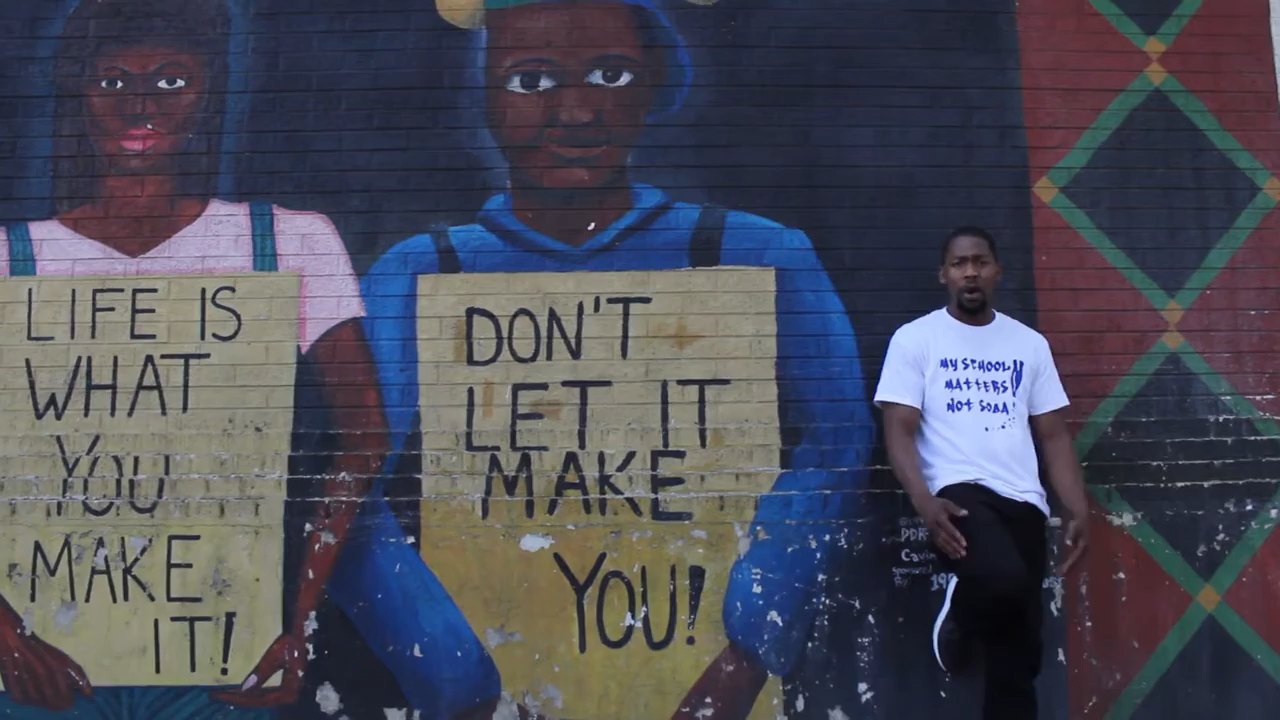 LIFE IS
WHAT
YOU
MAKE
IT!
DON'T
LET IT
MAKE
YOU!
MY SCHOOL
MATTERS
NOT SODA!